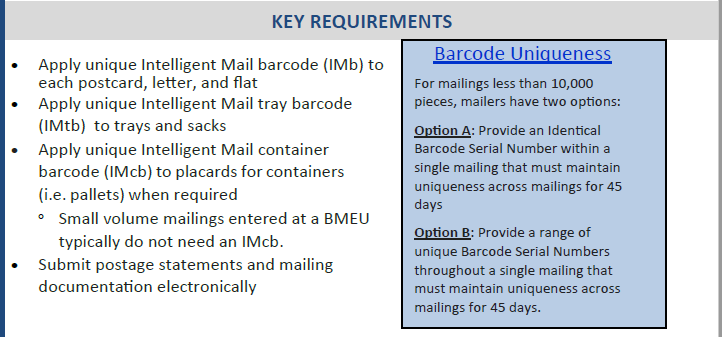 KEY REQUIREMENTS
• Apply unique Intelligent Mail barcode (IMb) to
each postcard, letter, and flat
• Apply unique Intelligent Mail tray barcode
(IMtb) to trays and sacks
• Apply unique Intelligent Mail container
barcode (IMcb) to placards for containers
(i.e. pallets) when required
° Small volume mailings entered at a BMEU
typically do not need an IMcb.
• Submit postage statements and mailing
documentation electronically
Barcode Uniqueness
For mailings less than 10,000
pieces, mailers have two options:
Option A: Provide an Identical
Barcode Serial Number within a
single mailing that must maintain
uniqueness across mailings for 45
days
Option B: Provide a range of
unique Barcode Serial Numbers
throughout a single mailing that
must maintain uniqueness across
mailings for 45 days.